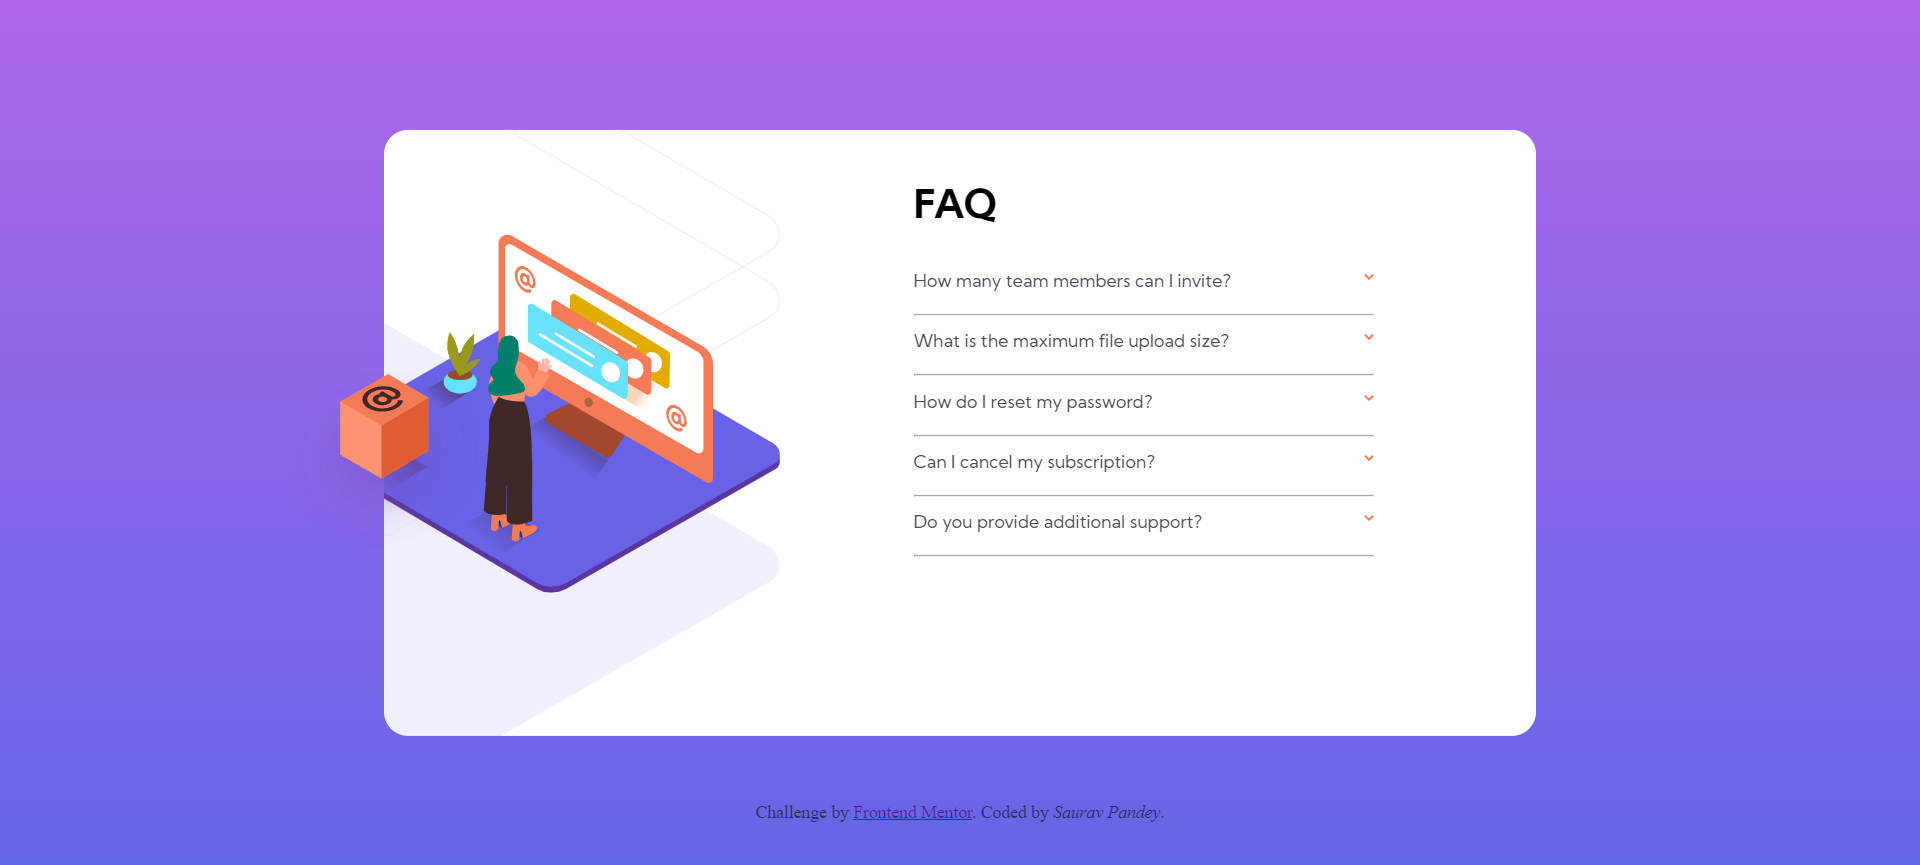 FAQ
How many team members can I invite?
What is the maximum file upload size?
How do I reset my password?
Can I cancel my subscription?
Do you provide additional support?
@
@
@
Challenge by Frontend Mentor. Coded by Saurav Pandey.